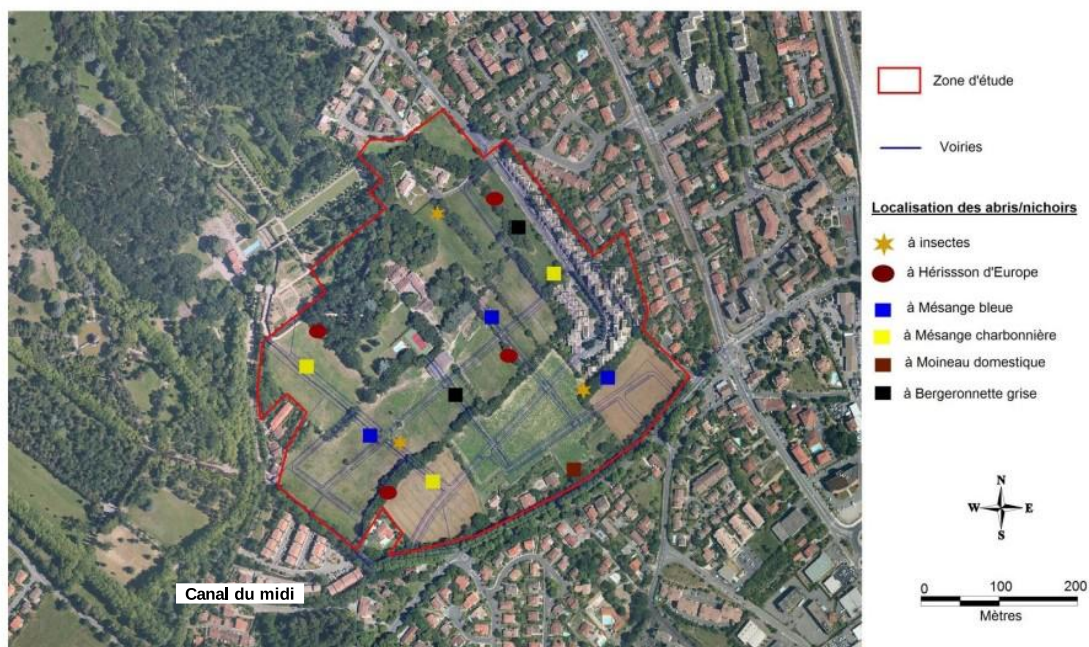 Zone d'étude
Voiries
Localisation des abris/nichoirs
à insectes
à Hérissson d'Europe
à Mésange bleue
à Mésange charbonnière
à Moineau domestique
à Bergeronnette grise
N
W E
S
0 100 200
Mètres
Canal du midi